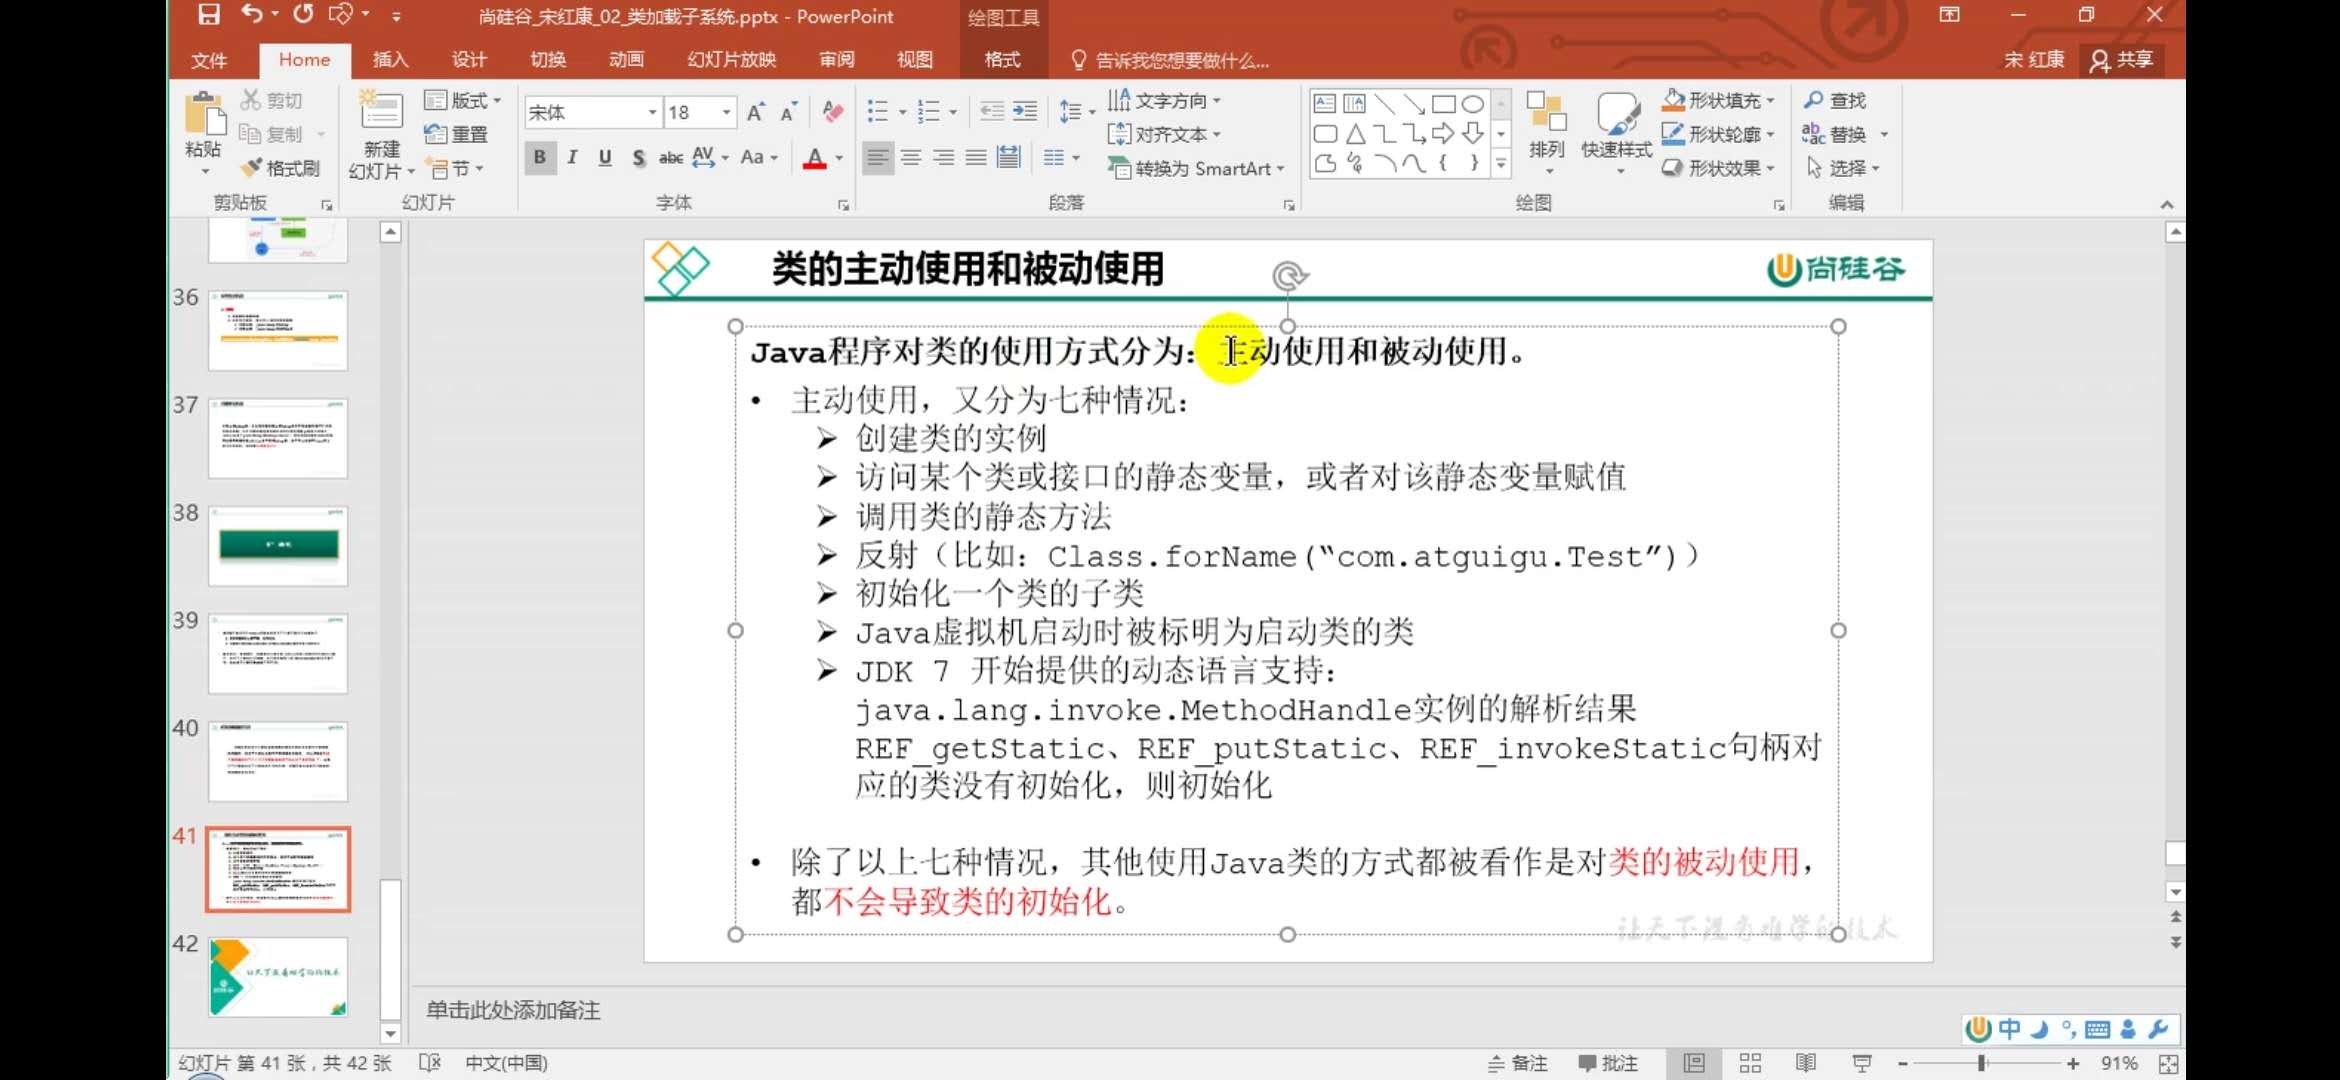 尚硅谷_宋红康_02_类加载子系统.pptx - PowerPoint
绘图工具
文件 Home 插入 设计 切换 动画 幻灯片放映 审阅 视图 格式 告诉我您想要做什么... 宋 红康 共享
粘贴
剪切
复制
格式刷
剪贴板
新建
幻灯片
版式
重置
节
幻灯片
宋体 18
B I U S abc AV Aa A
字体
文字方向
对齐文本
转换为 SmartArt
段落
排列
快速样式
形状填充
形状轮廓
形状效果
绘图
查找
替换
选择
编辑
36
37
38
39
40
41
42
类的主动使用和被动使用
尚硅谷
Java程序对类的使用方式分为：主动使用和被动使用。
• 主动使用，又分为七种情况：
➢ 创建类的实例
➢ 访问某个类或接口的静态变量，或者对该静态变量赋值
➢ 调用类的静态方法
➢ 反射（比如：Class.forName(“com.atguigu.Test”)）
➢ 初始化一个类的子类
➢ Java虚拟机启动时被标明为启动类的类
➢ JDK 7 开始提供的动态语言支持：
java.lang.invoke.MethodHandle实例的解析结果
REF_getStatic、REF_putStatic、REF_invokeStatic句柄对
应的类没有初始化，则初始化
• 除了以上七种情况，其他使用Java类的方式都被看作是对类的被动使用，
都不会导致类的初始化。
让天下没有难学的技术
单击此处添加备注
中
幻灯片 第 41 张，共 42 张 中文(中国) 备注 批注 91%